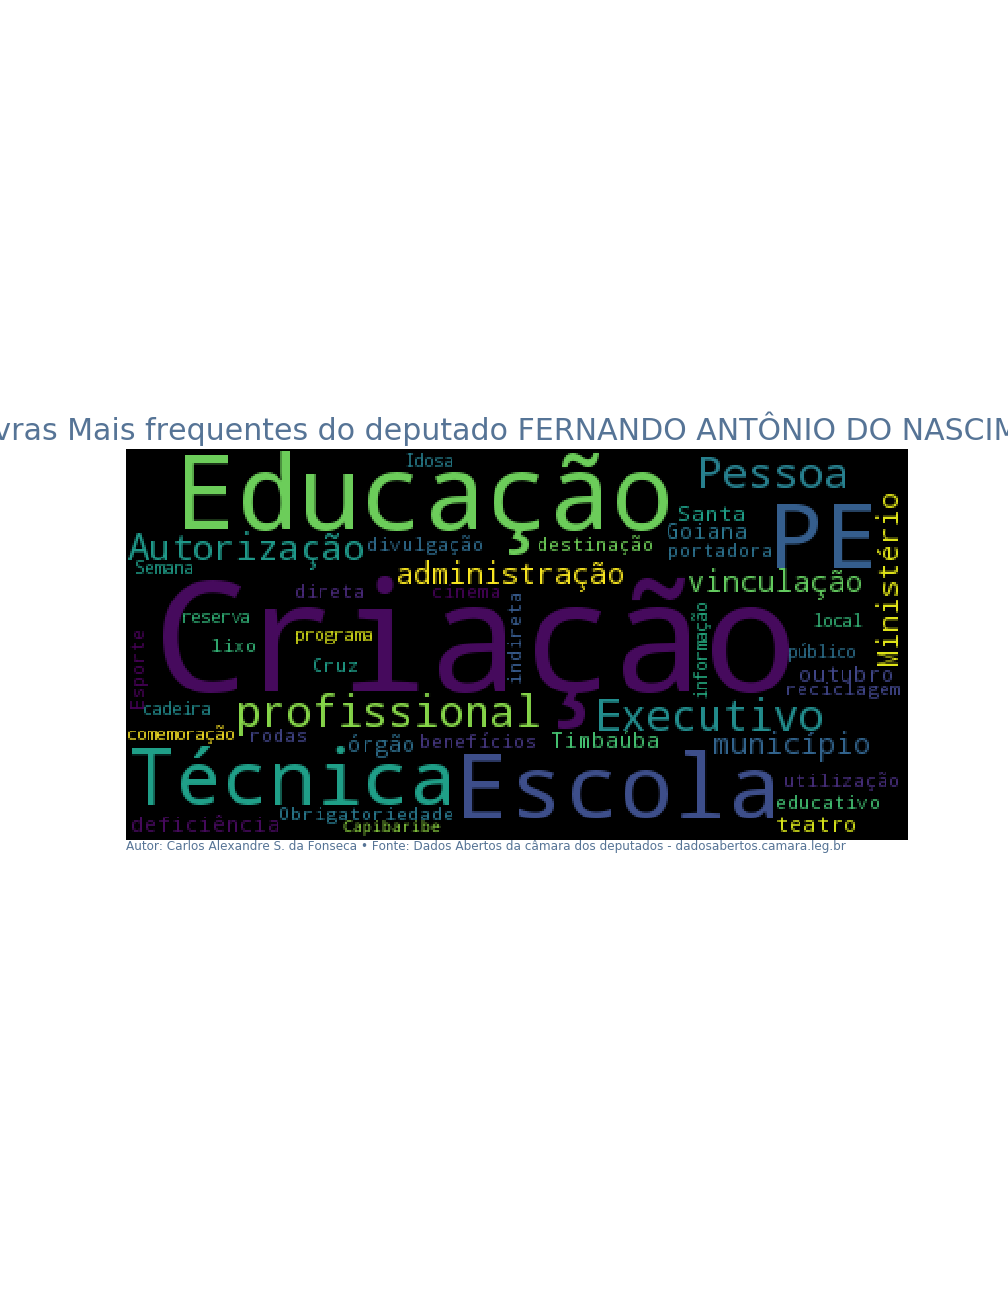 vras Mais frequentes do deputado FERNANDO ANTÔNIO DO NASCIM
Idosa
Educação
Pessoa
Santa
PE
Ministério
Goiana
Autorização
divulgação
destinação
portadora
Semana
administração
vinculação
direta
cinema
Criação
indireta
informação
reserva
local
programa
lixo
Esporte
Cruz
público
outubro
reciclagem
cadeira
profissional
Executivo
comemoração
rodas
órgão
benefícios
Timbaúba
município
Técnica
Escola
utilização
educativo
Obrigatoriedade
deficiência
Capibaribe
teatro
Autor: Carlos Alexandre S. da Fonseca • Fonte: Dados Abertos da câmara dos deputados - dadosabertos.camara.leg.br